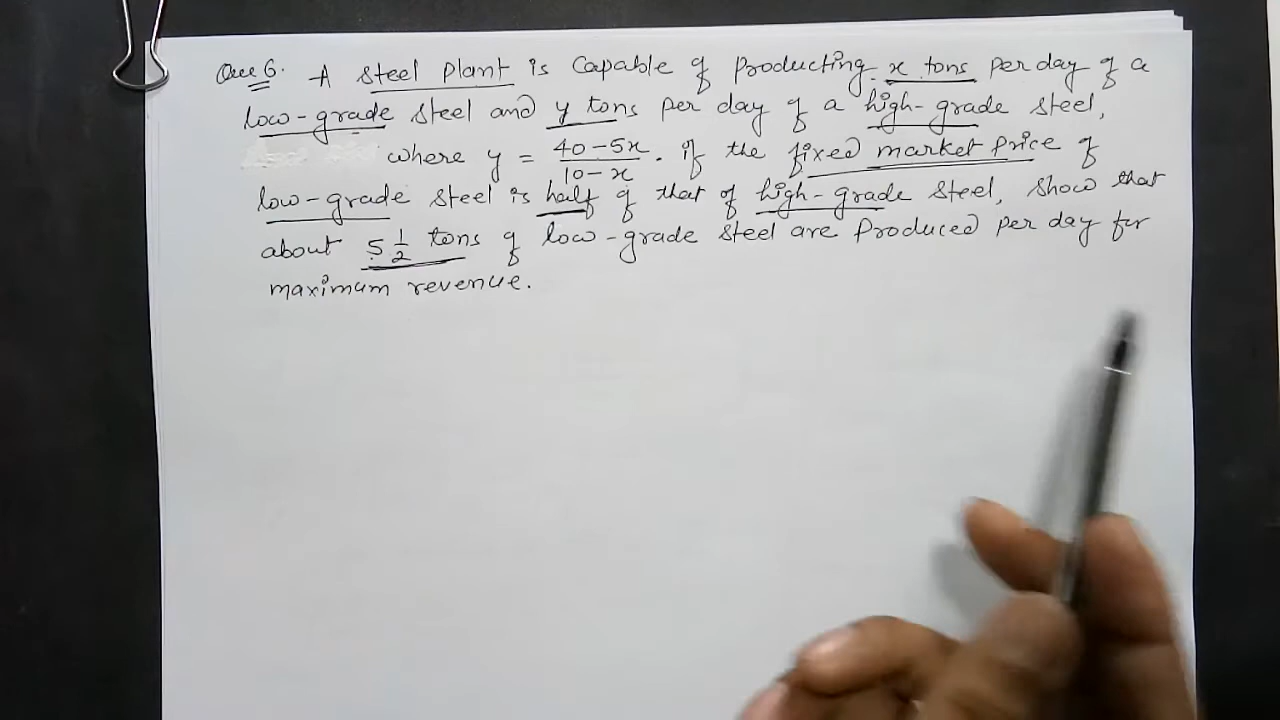 Que 6. A steel plant is capable of producting x tons per day of a
low-grade steel and y tons per day of a high-grade steel,
where y = \frac{40-5x}{10-x}. if the fixed market price of
low-grade steel is half of that of high-grade steel, show that
about 5 1/2 tons of low-grade steel are produced per day for
maximum revenue.